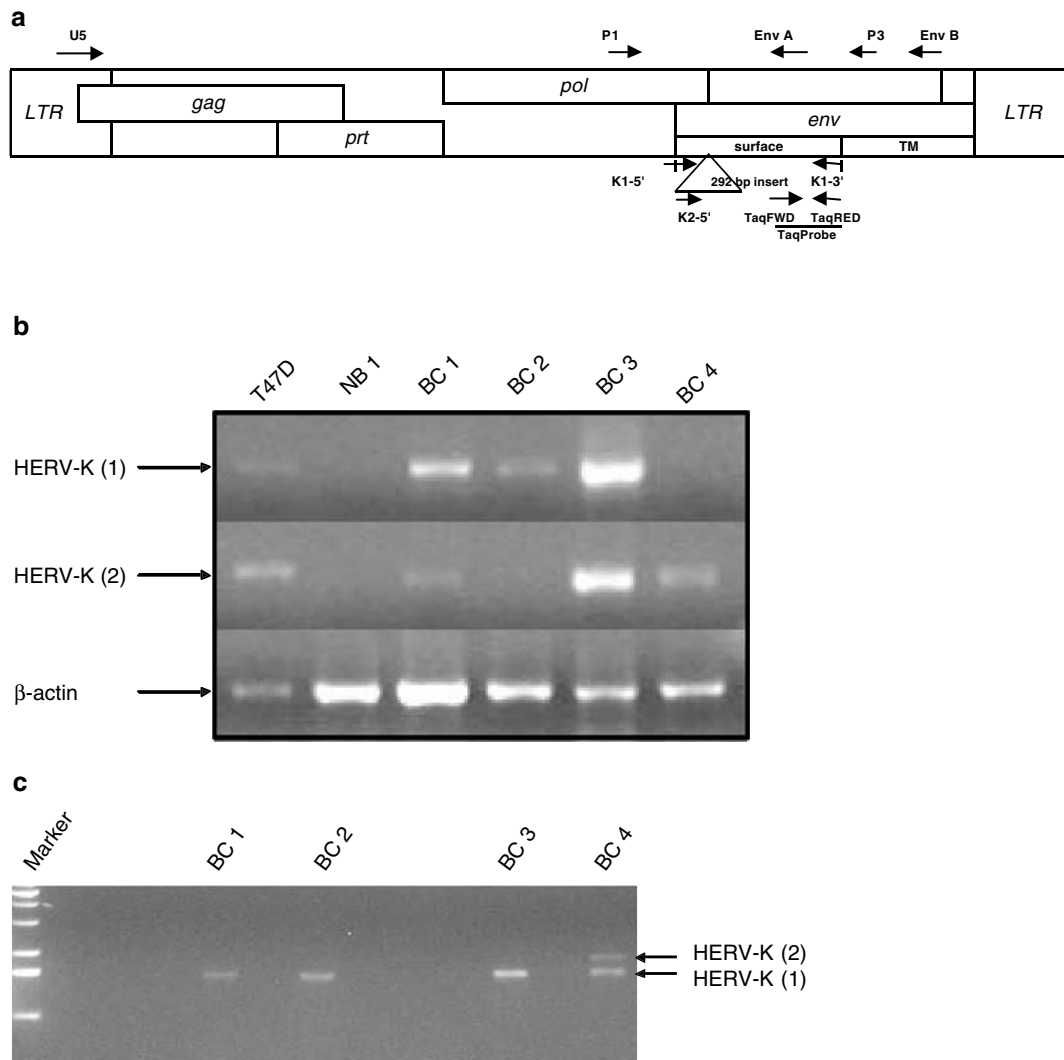 a
U5 P1 Env A P3 Env B
LTR gag prt pol env LTR
surface TM
K1-5' 292 bp insert K1-3'
K2-5' TaqFWD TaqRED
TaqProbe
b
T47D NB 1 BC 1 BC 2 BC 3 BC 4
HERV-K (1)
HERV-K (2)
β-actin
c
Marker BC 1 BC 2 BC 3 BC 4
HERV-K (2)
HERV-K (1)